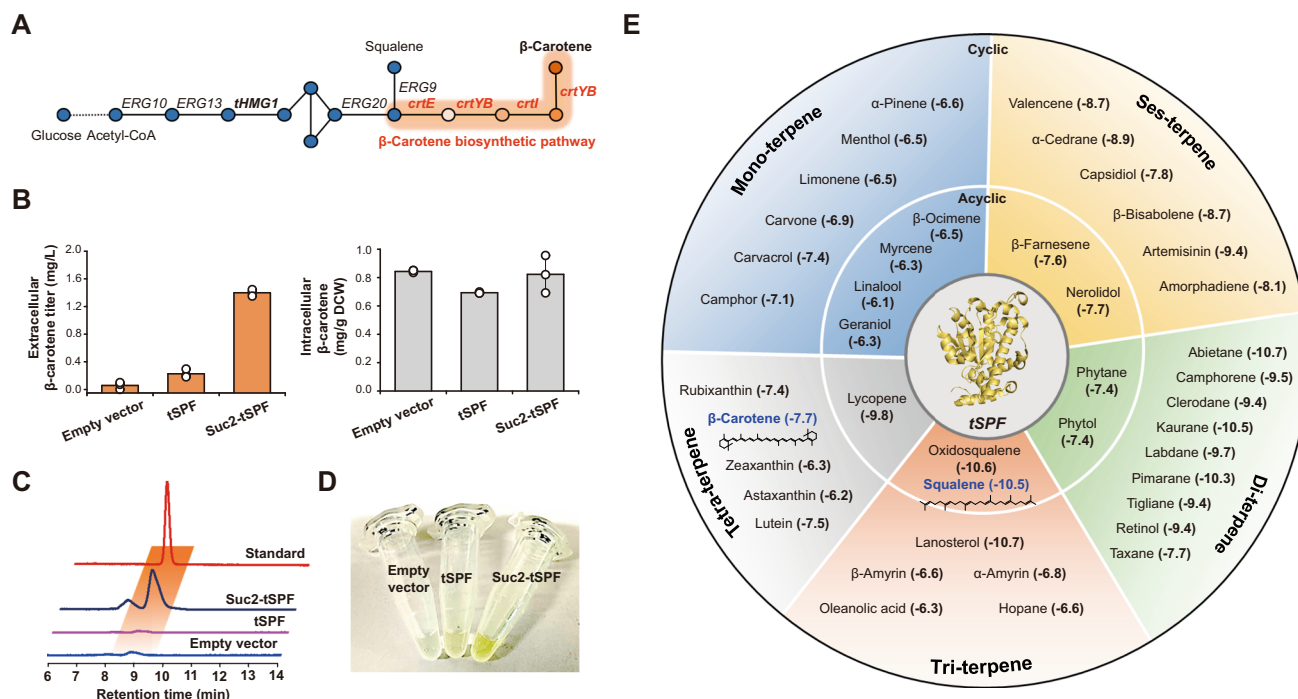 A
Squalene
β-Carotene
ERG10
ERG13
tHMG1
ERG20
ERG9
crtE
crtYB
crtI
crtYB
Glucose
Acetyl-CoA
β-Carotene biosynthetic pathway
B
Extracellular
β-carotene titer (mg/L)
2.0
1.6
1.2
0.8
0.4
0.0
Empty vector
tSPF
Suc2-tSPF
Intracellular
β-carotene
(mg/g DCW)
1.0
0.8
0.6
0.4
0.2
0.0
Empty vector
tSPF
Suc2-tSPF
C
Standard
Suc2-tSPF
tSPF
Empty vector
6 7 8 9 10 11 12 13 14
Retention time (min)
D
Empty
vector
tSPF
Suc2-tSPF
E
Cyclic
Acyclic
Mono-terpene
α-Pinene (-6.6)
Menthol (-6.5)
Limonene (-6.5)
Carvone (-6.9)
Carvacrol (-7.4)
Camphor (-7.1)
β-Ocimene
(-6.5)
Myrcene
(-6.3)
Linalool
(-6.1)
Geraniol
(-6.3)
Ses-terpene
Valencene (-8.7)
α-Cedrane (-8.9)
Capsidiol (-7.8)
β-Bisabolene (-8.7)
Artemisinin (-9.4)
Amorphadiene (-8.1)
β-Farnesene
(-7.6)
Nerolidol
(-7.7)
Di-terpene
Abietane (-10.7)
Camphorene (-9.5)
Clerodane (-9.4)
Kaurane (-10.5)
Labdane (-9.7)
Pimarane (-10.3)
Tigliane (-9.4)
Retinol (-9.4)
Taxane (-7.7)
Phytane
(-7.4)
Phytol
(-7.4)
tSPF
Tri-terpene
Oxidosqualene
(-10.6)
Squalene (-10.5)
Lanosterol (-10.7)
β-Amyrin (-6.6)
α-Amyrin (-6.8)
Oleanolic acid (-6.3)
Hopane (-6.6)
Tetra-terpene
Lycopene
(-9.8)
Rubixanthin (-7.4)
β-Carotene (-7.7)
Zeaxanthin (-6.3)
Astaxanthin (-6.2)
Lutein (-7.5)